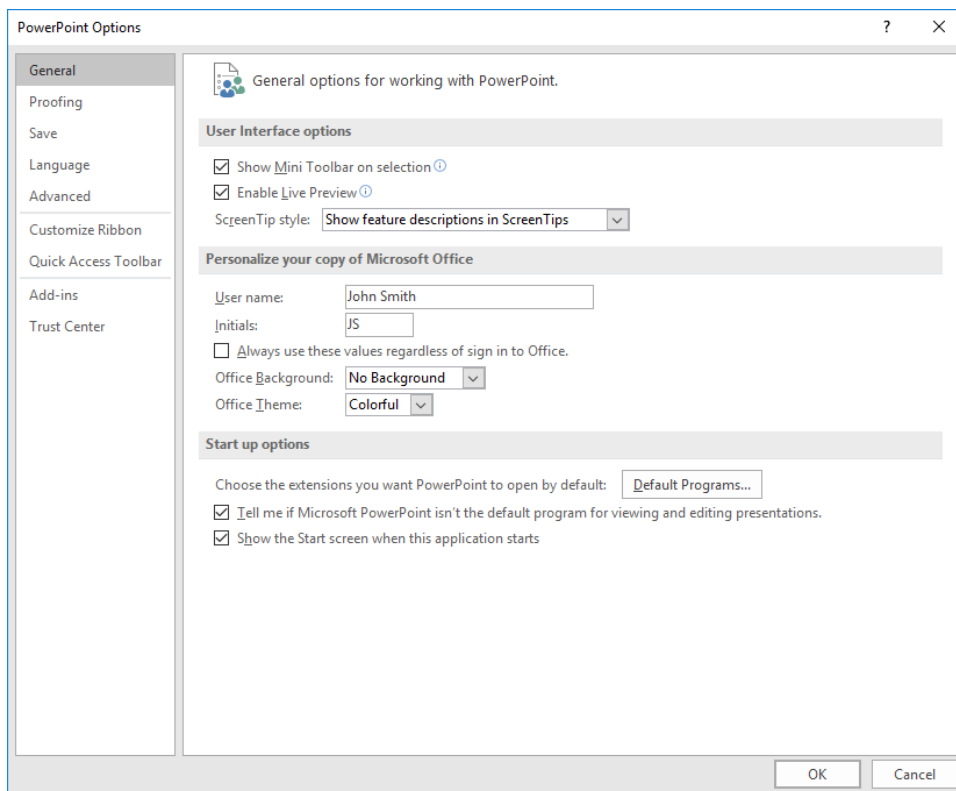 PowerPoint Options
?
General
Proofing
Save
Language
Advanced
Customize Ribbon
Quick Access Toolbar
Add-ins
Trust Center
General options for working with PowerPoint.
User Interface options
Show Mini Toolbar on selection
Enable Live Preview
ScreenTip style: Show feature descriptions in ScreenTips
Personalize your copy of Microsoft Office
User name: John Smith
Initials: JS
Always use these values regardless of sign in to Office.
Office Background: No Background
Office Theme: Colorful
Start up options
Choose the extensions you want PowerPoint to open by default: Default Programs...
Tell me if Microsoft PowerPoint isn't the default program for viewing and editing presentations.
Show the Start screen when this application starts
OK Cancel